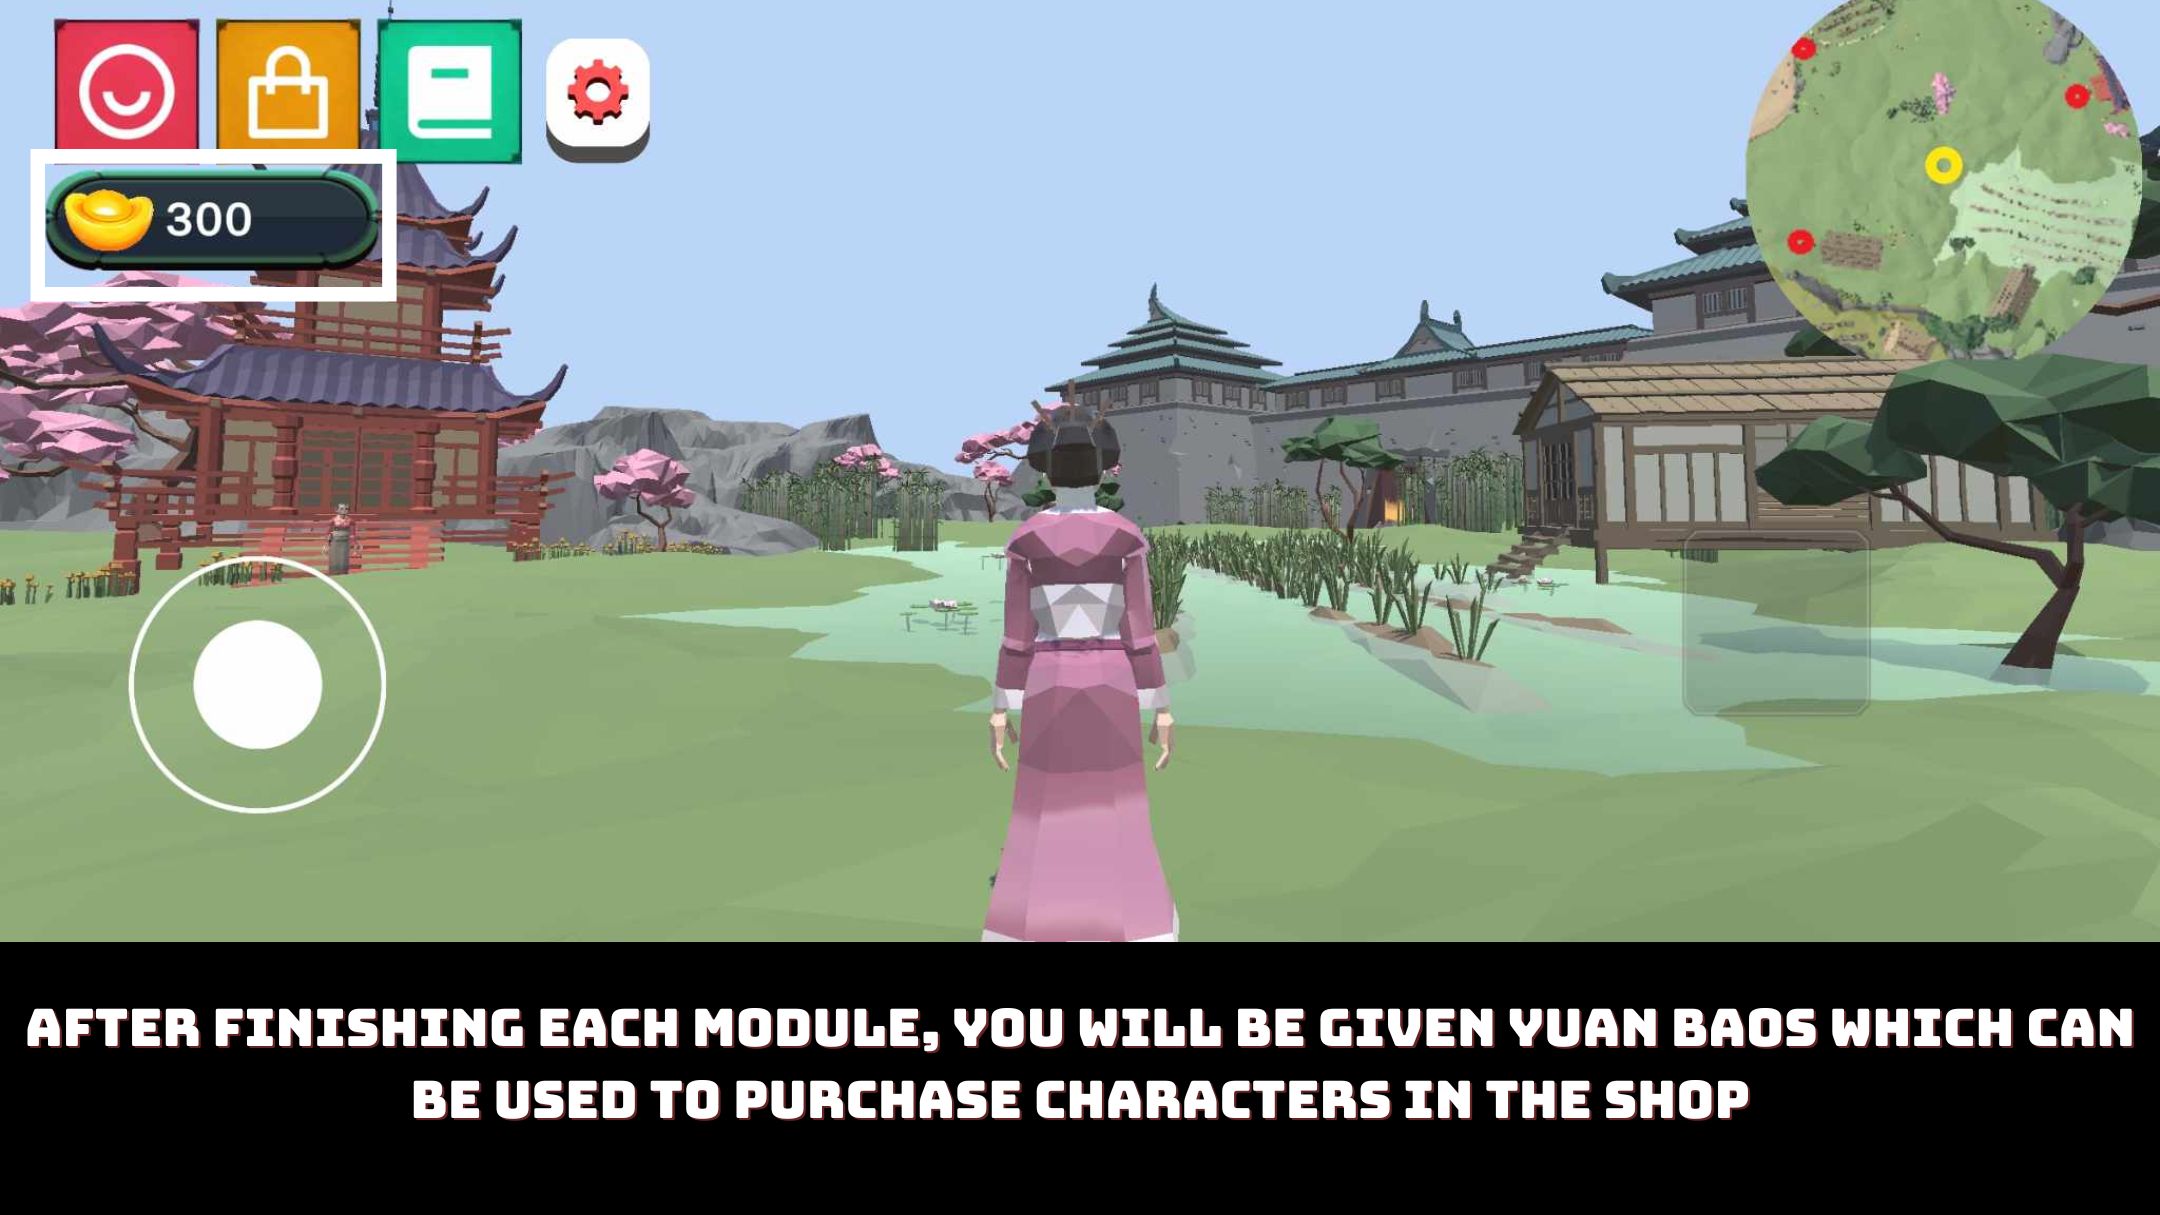 300
AFTER FINISHING EACH MODULE, YOU WILL BE GIVEN YUAN BAOS WHICH CAN
BE USED TO PURCHASE CHARACTERS IN THE SHOP